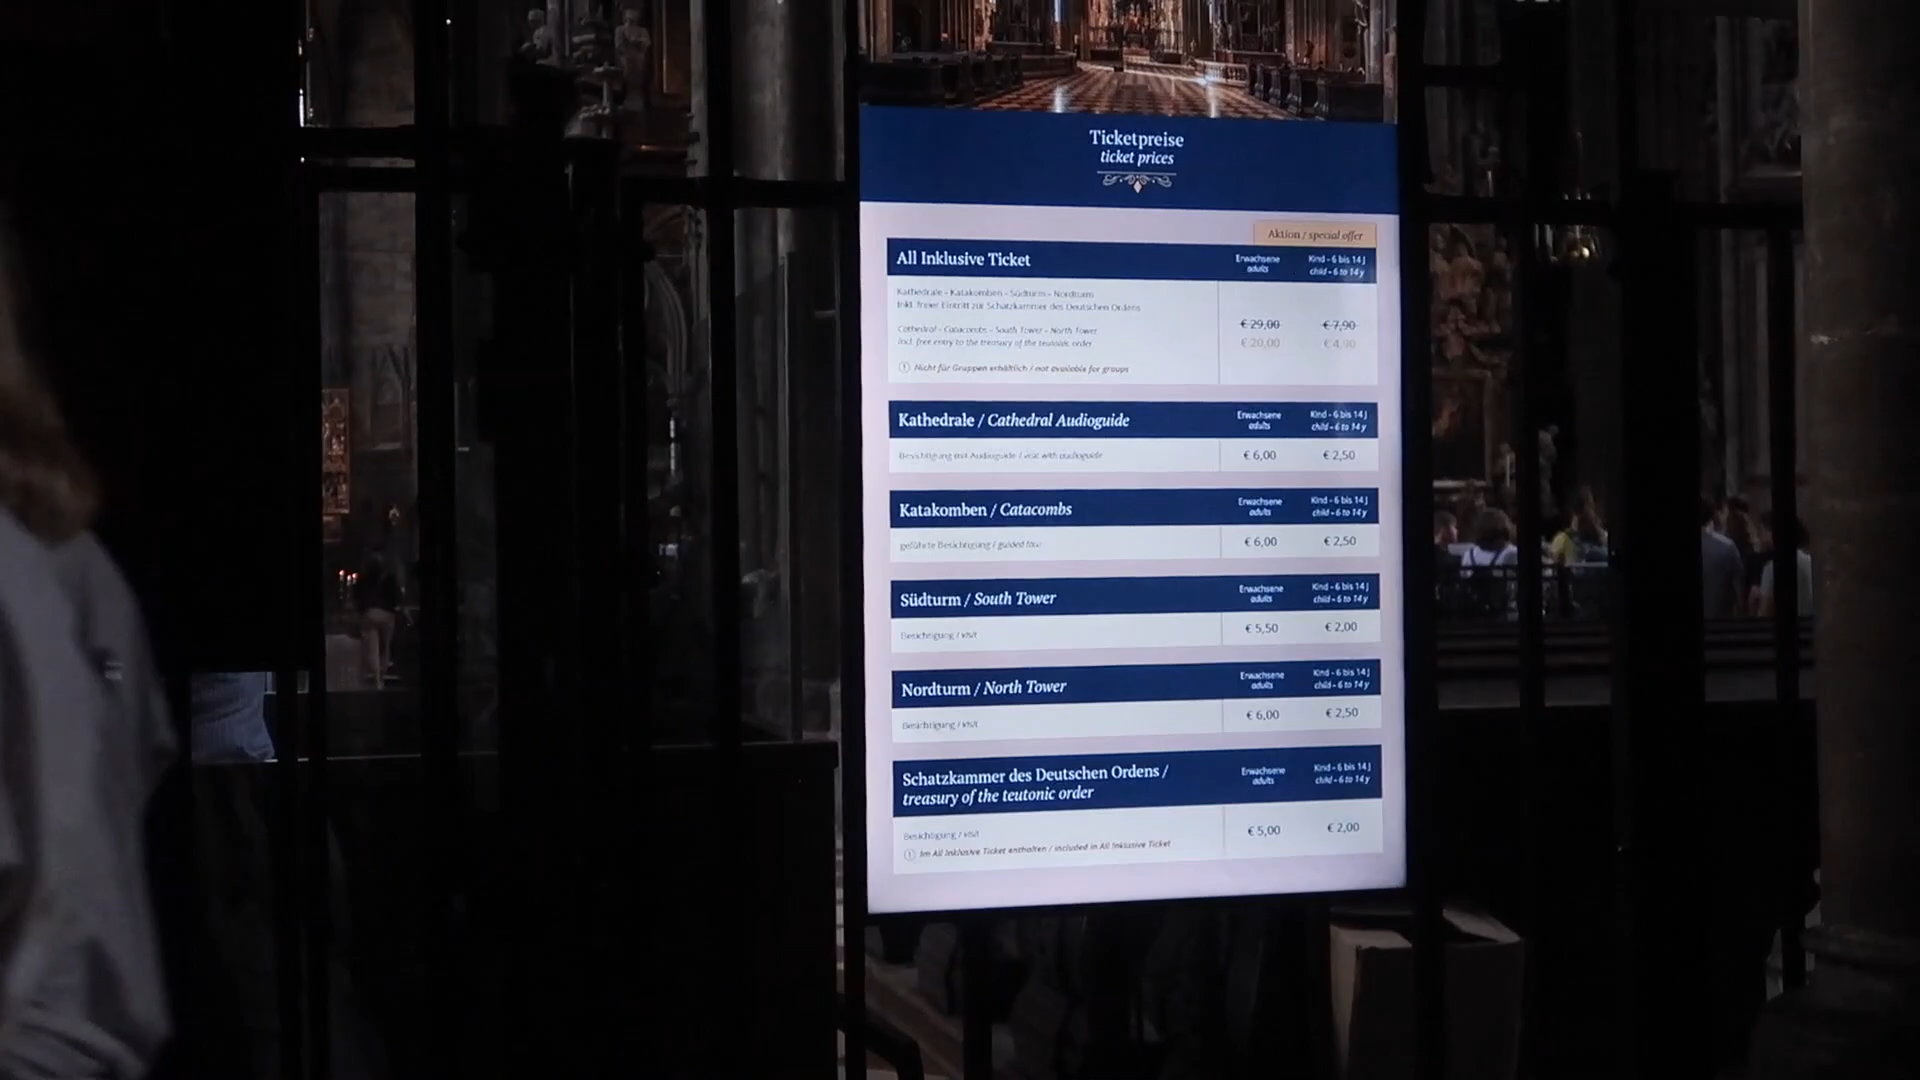 Ticketpreise
ticket prices
Aktion / special offer
All Inklusive Ticket
Erwachsene
adults
Kind - 6 bis 14 J
child - 6 to 14 y
Kathedrale - Katakomben - Südturm - Nordturm
Inkl. freier Eintritt zur Schatzkammer des Deutschen Ordens
Cathedral - Catacombs - South Tower - North Tower
Incl. free entry to the treasury of the teutonic order
Nicht für Gruppen erhältlich / not available for groups
€ 29,00 € 7,90
€ 20,00 € 4,90
Kathedrale / Cathedral Audioguide
Erwachsene
adults
Kind - 6 bis 14 J
child - 6 to 14 y
Besichtigung mit Audioguide / visit with audioguide
€ 6,00 € 2,50
Katakomben / Catacombs
Erwachsene
adults
Kind - 6 bis 14 J
child - 6 to 14 y
geführte Besichtigung / guided tour
€ 6,00 € 2,50
Südturm / South Tower
Erwachsene
adults
Kind - 6 bis 14 J
child - 6 to 14 y
Besichtigung / visit
€ 5,50 € 2,00
Nordturm / North Tower
Erwachsene
adults
Kind - 6 bis 14 J
child - 6 to 14 y
Besichtigung / visit
€ 6,00 € 2,50
Schatzkammer des Deutschen Ordens /
treasury of the teutonic order
Erwachsene
adults
Kind - 6 bis 14 J
child - 6 to 14 y
Besichtigung / visit
€ 5,00 € 2,00
Im All Inklusive Ticket enthalten / included in All Inklusive Ticket